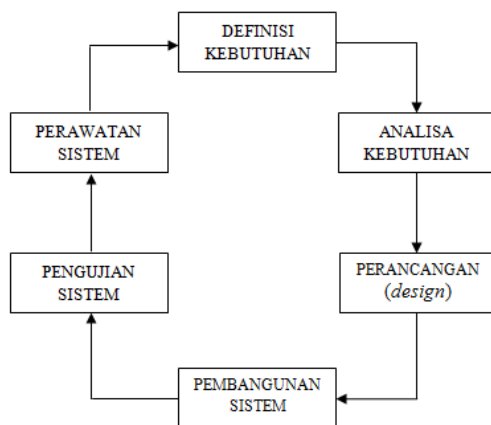 DEFINISI
KEBUTUHAN
ANALISA
KEBUTUHAN
PERANCANGAN
(design)
PEMBANGUNAN
SISTEM
PENGUJIAN
SISTEM
PERAWATAN
SISTEM